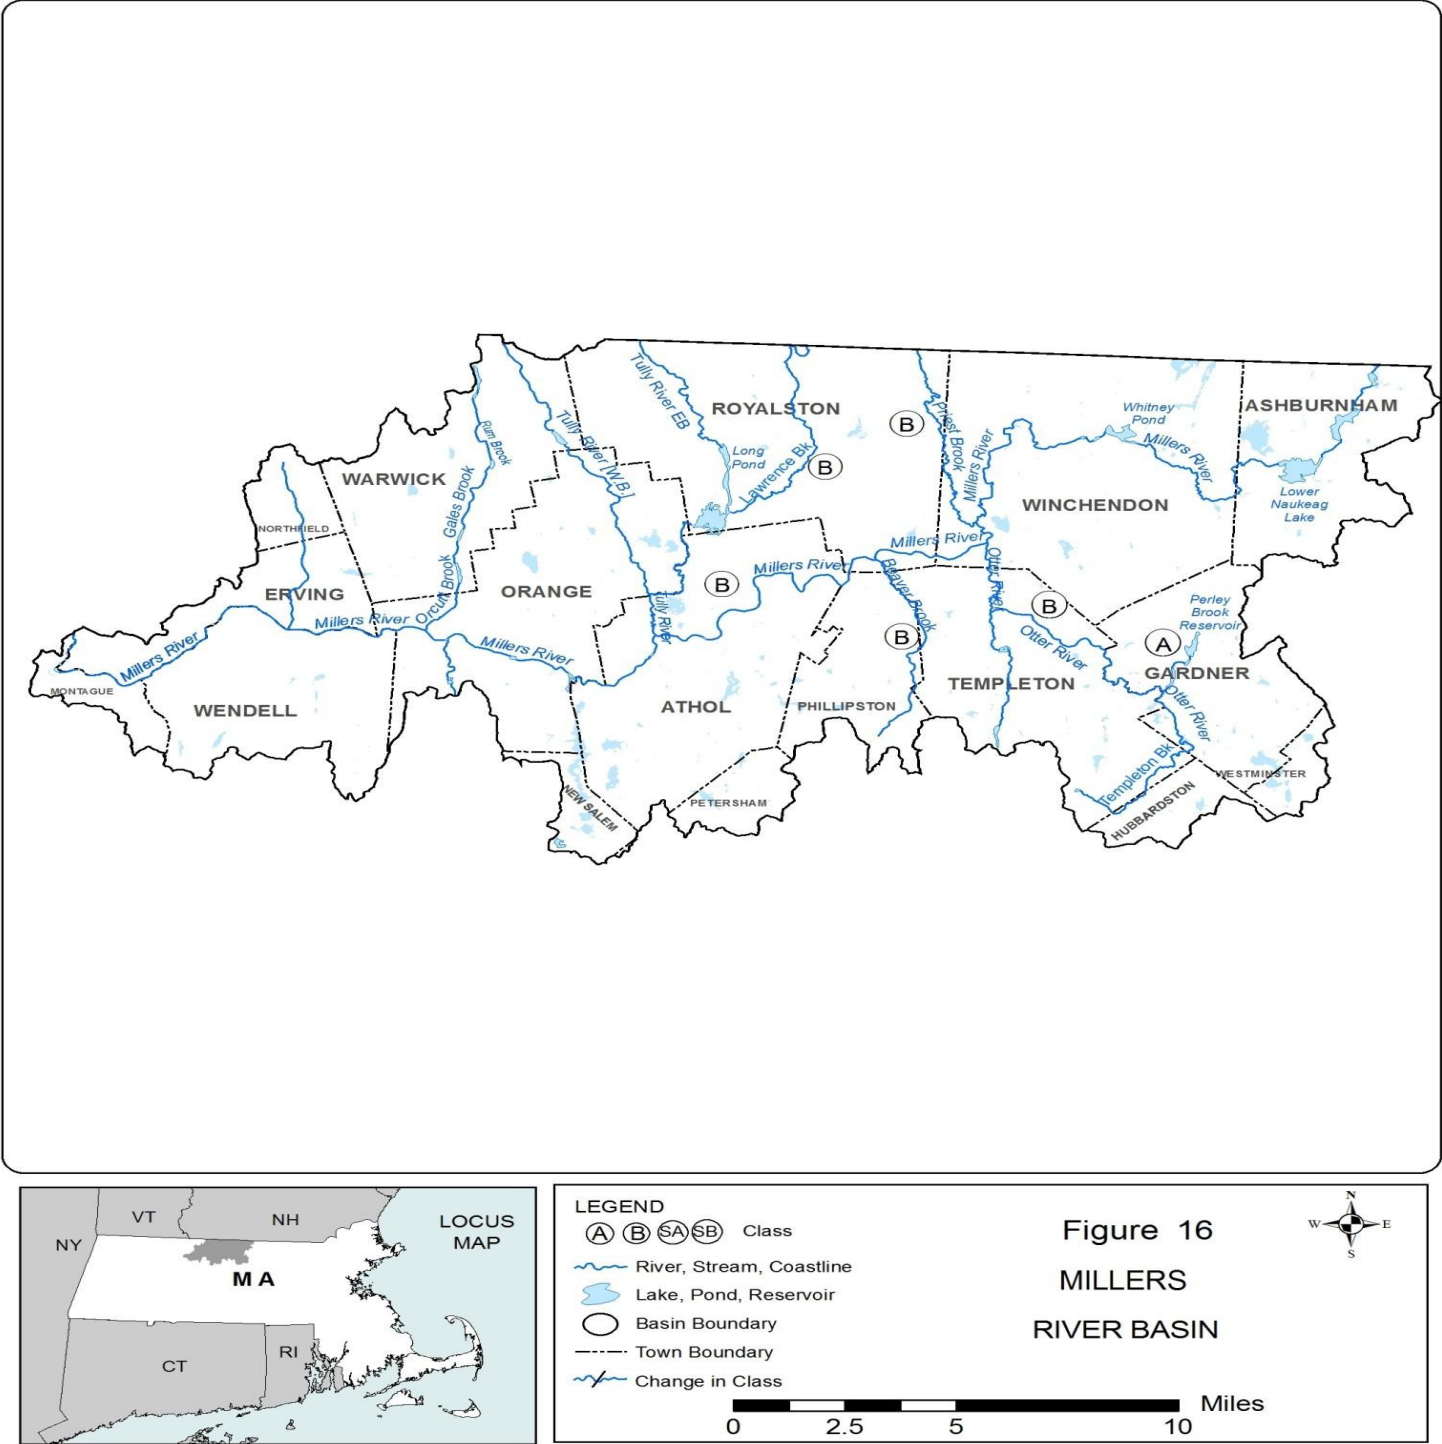 Tully River EB
ROYALSTON
B
Priest Brook
Millers River
Whitney
Pond
Millers River
ASHBURNHAM
Tully River [W.B.]
Rum Brook
Long
Pond
Lawrence Bk
B
WARWICK
Gales Brook
WINCHENDON
Lower
Naukeag
Lake
NORTHFIELD
Orcutt Brook
ORANGE
ERVING
Millers River
Millers River
Tully River
B
Millers River
Millers River
Beaver Brook
B
Otter River
B
Otter River
Perley
Brook
Reservoir
A
GARDNER
Otter River
MONTAGUE
Millers River
WENDELL
ATHOL
PHILLIPSTON
TEMPLETON
Templeton Bk
WESTMINSTER
HUBBARDSTON
NEW SALEM
PETERSHAM
NY
VT
NH
LOCUS
MAP
MA
CT
RI
LEGEND
A B SA SB Class
River, Stream, Coastline
Lake, Pond, Reservoir
Basin Boundary
Town Boundary
Change in Class
Figure 16
MILLERS
RIVER BASIN
N
W E
S
Miles
0 2.5 5 10